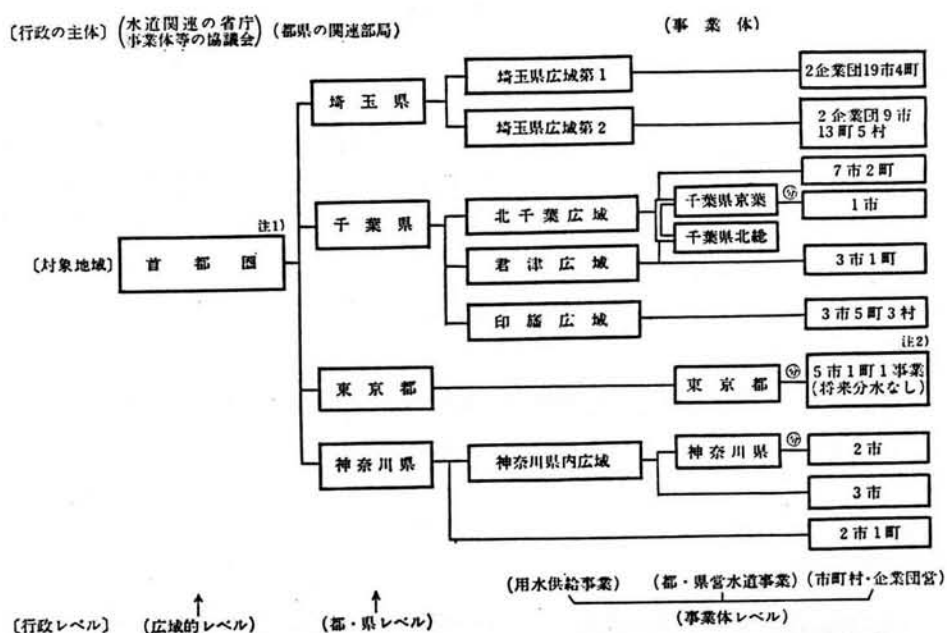 〔行政の主体〕 (水道関連の省庁 事業体等の協議会) (都県の関連部局) (事業体)
埼玉県
埼玉県広域第1
2企業団19市4町
埼玉県広域第2
2企業団9市
13町5村
7市2町
千葉県
北千葉広域
千葉県京葉
1市
千葉県北総
注1)
〔対象地域〕 首都圏
君津広域
3市1町
印旛広域
3市5町3村
注2)
東京都
東京都
5市1町1事業
(将来分水なし)
神奈川県
神奈川県内広域
神奈川県
2市
3市
2市1町
(用水供給事業) (都・県営水道事業) (市町村・企業団営)
〔行政レベル〕 (広域的レベル) (都・県レベル) (事業体レベル)